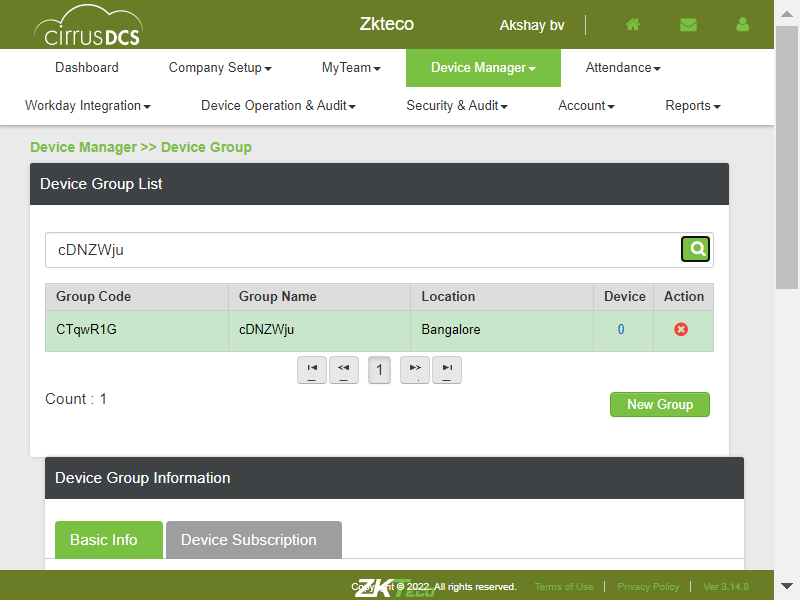 cirrusDCS
Zkteco
Akshay bv
Dashboard
Company Setup
MyTeam
Device Manager
Attendance
Workday Integration
Device Operation & Audit
Security & Audit
Account
Reports
Device Manager >> Device Group
Device Group List
cDNZWju
Group Code Group Name Location Device Action
CTqwR1G cDNZWju Bangalore 0
1
Count : 1
New Group
Device Group Information
Basic Info
Device Subscription
ZKTeco
Copyright © 2022. All rights reserved.
Terms of Use
Privacy Policy
Ver 3.14.8